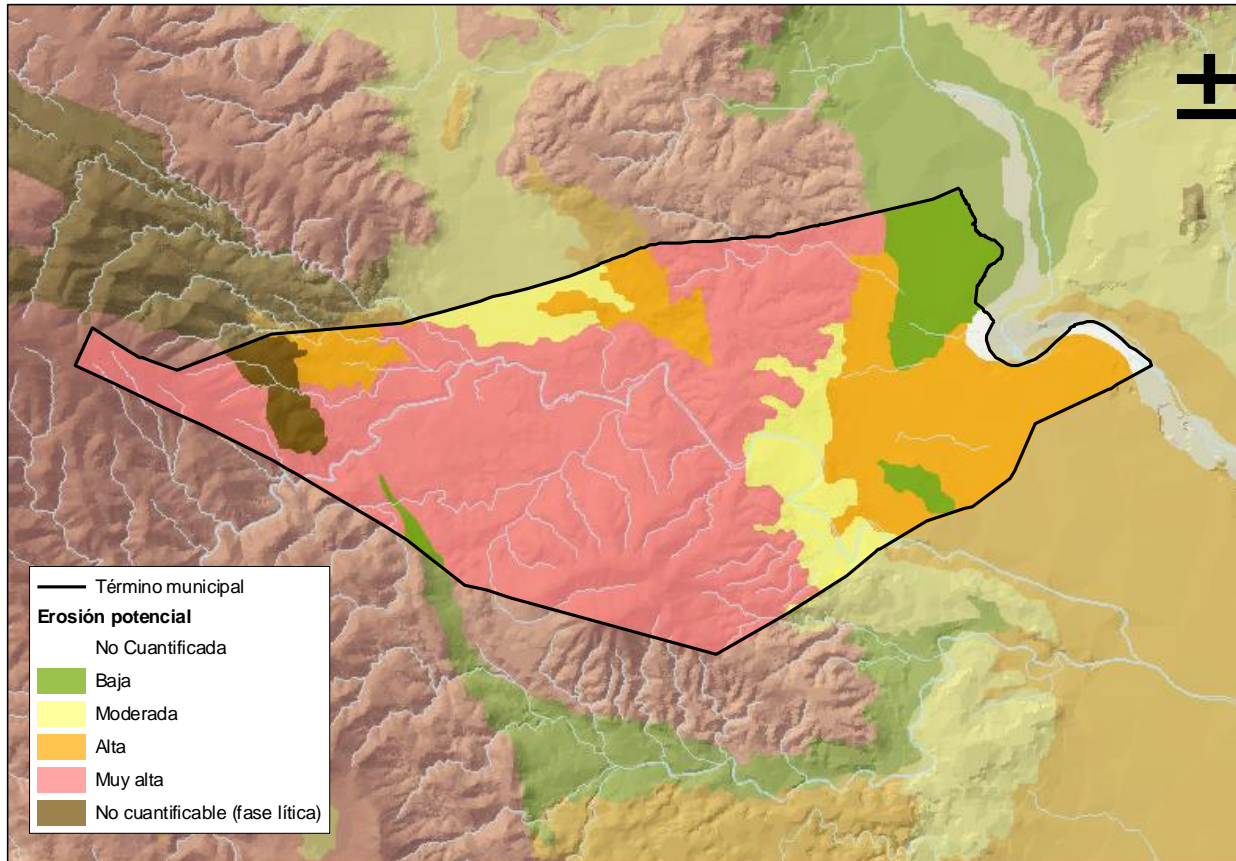 Término municipal
Erosión potencial
No Cuantificada
Baja
Moderada
Alta
Muy alta
No cuantificable (fase lítica)